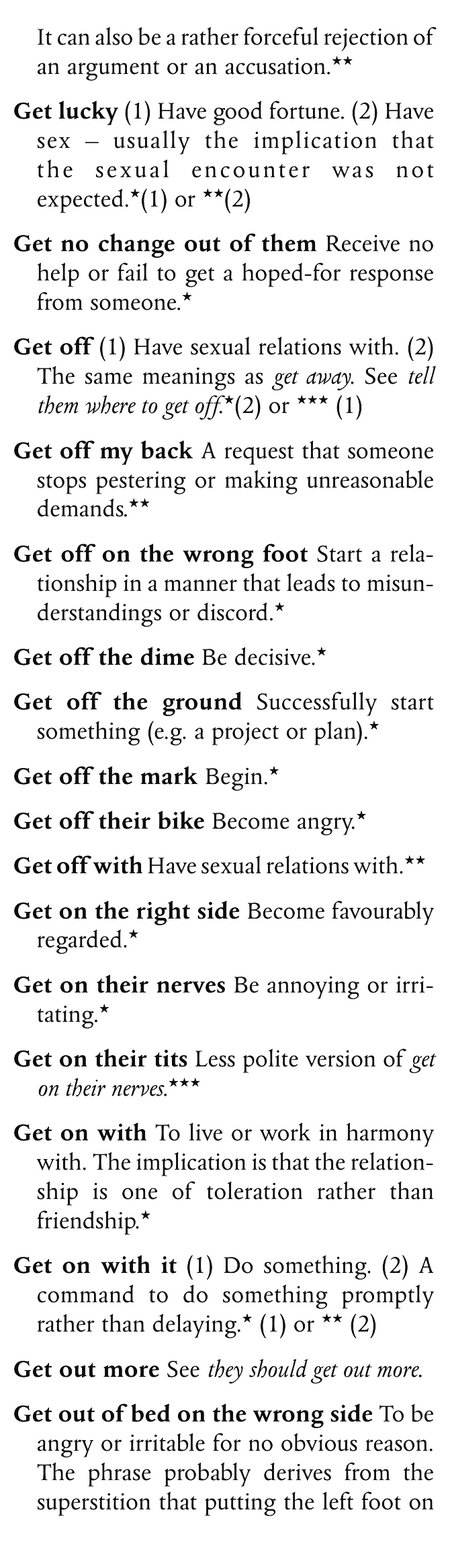 It can also be a rather forceful rejection of
an argument or an accusation.★★
Get lucky (1) Have good fortune. (2) Have
sex – usually the implication that
the sexual encounter was not
expected.★(1) or ★★(2)
Get no change out of them Receive no
help or fail to get a hoped-for response
from someone.★
Get off (1) Have sexual relations with. (2)
The same meanings as get away. See tell
them where to get off.★(2) or ★★★ (1)
Get off my back A request that someone
stops pestering or making unreasonable
demands.★★
Get off on the wrong foot Start a rela-
tionship in a manner that leads to misun-
derstandings or discord.★
Get off the dime Be decisive.★
Get off the ground Successfully start
something (e.g. a project or plan).★
Get off the mark Begin.★
Get off their bike Become angry.★
Get off with Have sexual relations with.★★
Get on the right side Become favourably
regarded.★
Get on their nerves Be annoying or irri-
tating.★
Get on their tits Less polite version of get
on their nerves.★★★
Get on with To live or work in harmony
with. The implication is that the relation-
ship is one of toleration rather than
friendship.★
Get on with it (1) Do something. (2) A
command to do something promptly
rather than delaying.★ (1) or ★★ (2)
Get out more See they should get out more.
Get out of bed on the wrong side To be
angry or irritable for no obvious reason.
The phrase probably derives from the
superstition that putting the left foot on